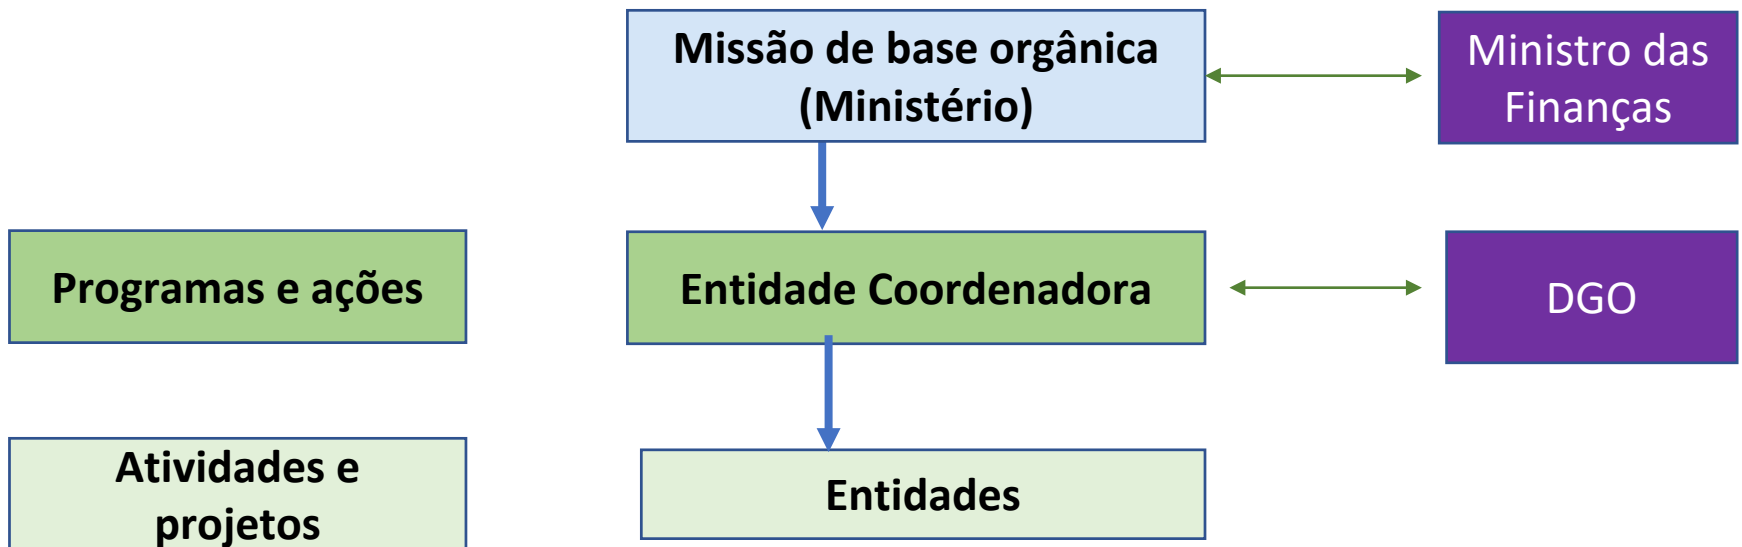 Missão de base orgânica
(Ministério)
Ministro das
Finanças
Programas e ações
Entidade Coordenadora
DGO
Atividades e
projetos
Entidades